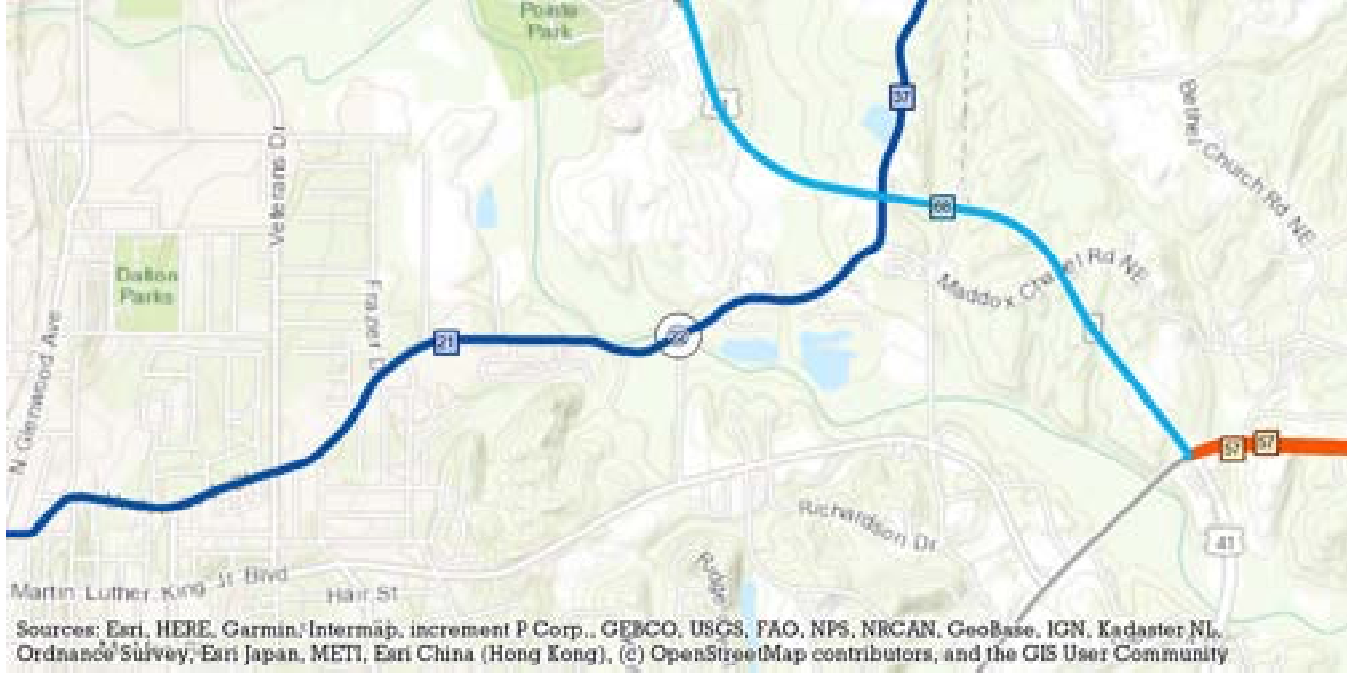 Pointe
Park
37
Bethel Church Rd NE
Veterans Dr
68
Dalton
Parks
Maddox Chapel Rd NE
Frazier D
21
N Glenwood Ave
57
57
Richardson Dr
41
Martin Luther King Jr Blvd
Hair St
Ridge
Sources: Esri, HERE, Garmin, Intermap, increment P Corp., GEBCO, USGS, FAO, NPS, NRCAN, GeoBase, IGN, Kadaster NL,
Ordnance Survey, Esri Japan, METI, Esri China (Hong Kong), (c) OpenStreetMap contributors, and the GIS User Community